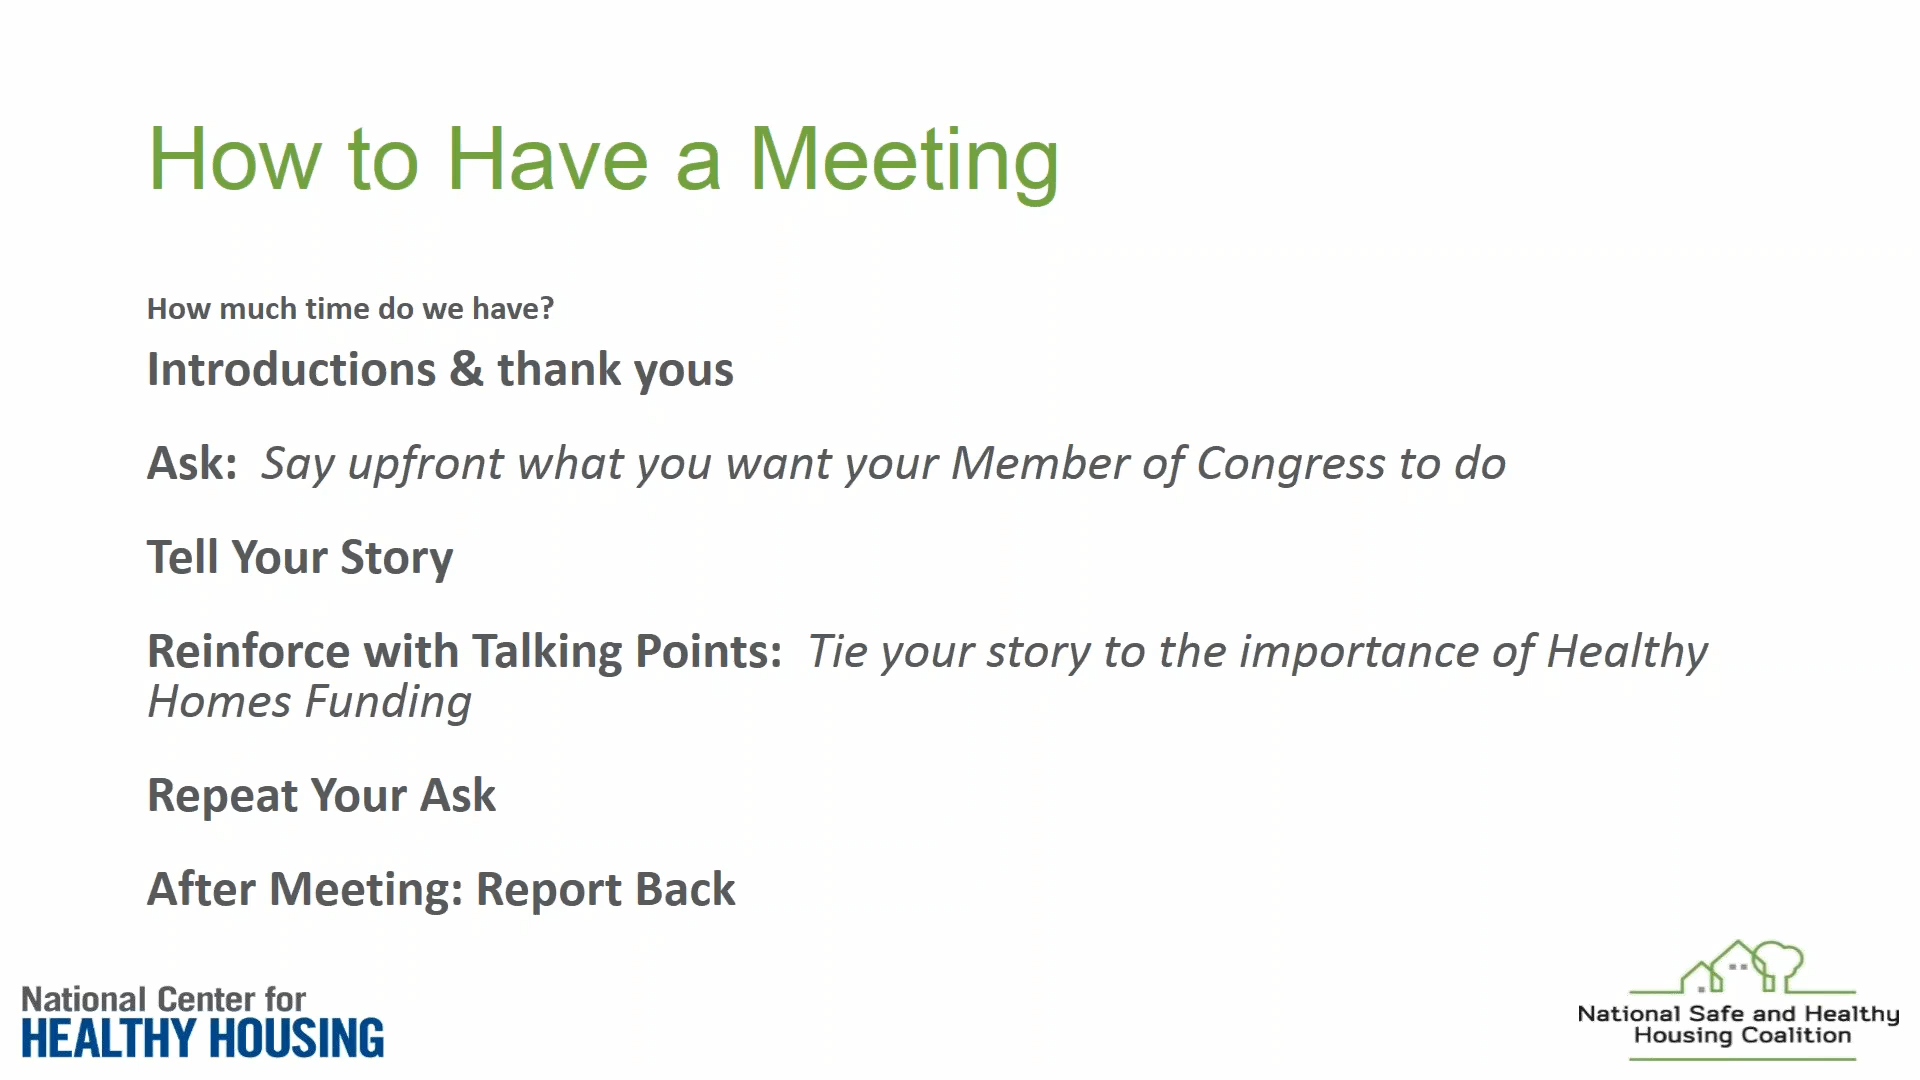 How to Have a Meeting
How much time do we have?
Introductions & thank yous
Ask: Say upfront what you want your Member of Congress to do
Tell Your Story
Reinforce with Talking Points: Tie your story to the importance of Healthy
Homes Funding
Repeat Your Ask
After Meeting: Report Back
National Center for
HEALTHY HOUSING
National Safe and Healthy
Housing Coalition